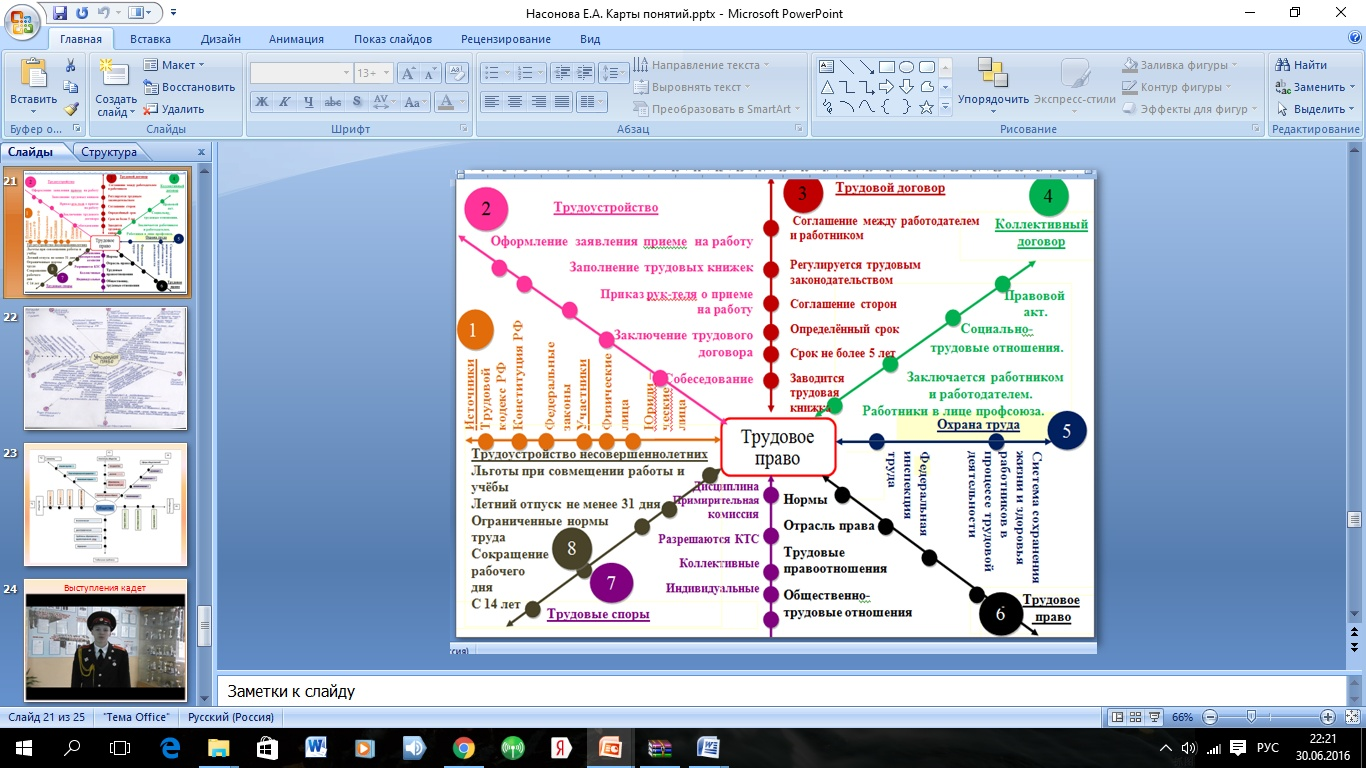 Насонова Е.А. Карты понятий.pptx - Microsoft PowerPoint
Главная Вставка Дизайн Анимация Показ слайдов Рецензирование Вид
Вставить
Буфер о...
Создать
слайд
Макет
Восстановить
Удалить
Слайды
13+
Ж К Ч abc S AV Aa А
Шрифт
Направление текста
Выровнять текст
Преобразовать в SmartArt
Абзац
Упорядочить
Экспресс-стили
Заливка фигуры
Контур фигуры
Эффекты для фигур
Рисование
Найти
Заменить
Выделить
Редактирование
Слайды Структура x
21
22
23
24
Выступления кадет
2
Трудоустройство
Оформление заявления приеме на работу
Заполнение трудовых книжек
Приказ рук-теля о приеме
на работу
Заключение трудового
договора
Собеседование
3
Трудовой договор
Соглашение между работодателем
и работником
Регулируется трудовым
законодательством
Соглашение сторон
Определённый срок
Срок не более 5 лет
Заводится
трудовая
книжка
4
Коллективный
договор
Правовой
акт.
Социально-
трудовые отношения.
Заключается работником
и работодателем.
Работники в лице профсоюза.
1
Источники
Трудовой
кодекс РФ
Конституция РФ
Федеральные
законы
Участники
Физические
лица
Юридические
лица
Трудовое
право
Охрана труда
5
Федеральная
инспекция
труда
Система сохранения
жизни и здоровья
работников в
процессе трудовой
деятельности
Трудоустройство несовершеннолетних
Льготы при совмещении работы и
учёбы
Летний отпуск не менее 31 дня
Ограниченные нормы
труда
Сокращение
рабочего
дня
С 14 лет
8
7
Трудовые споры
Дисциплина
Примирительная
комиссия
Разрешаются КТС
Коллективные
Индивидуальные
Нормы
Отрасль права
Трудовые
правоотношения
Общественно-
трудовые отношения
6
Трудовое
право
ссия)
Заметки к слайду
Слайд 21 из 25 "Тема Office" Русский (Россия) 66%
РУС
22:21
30.06.2016